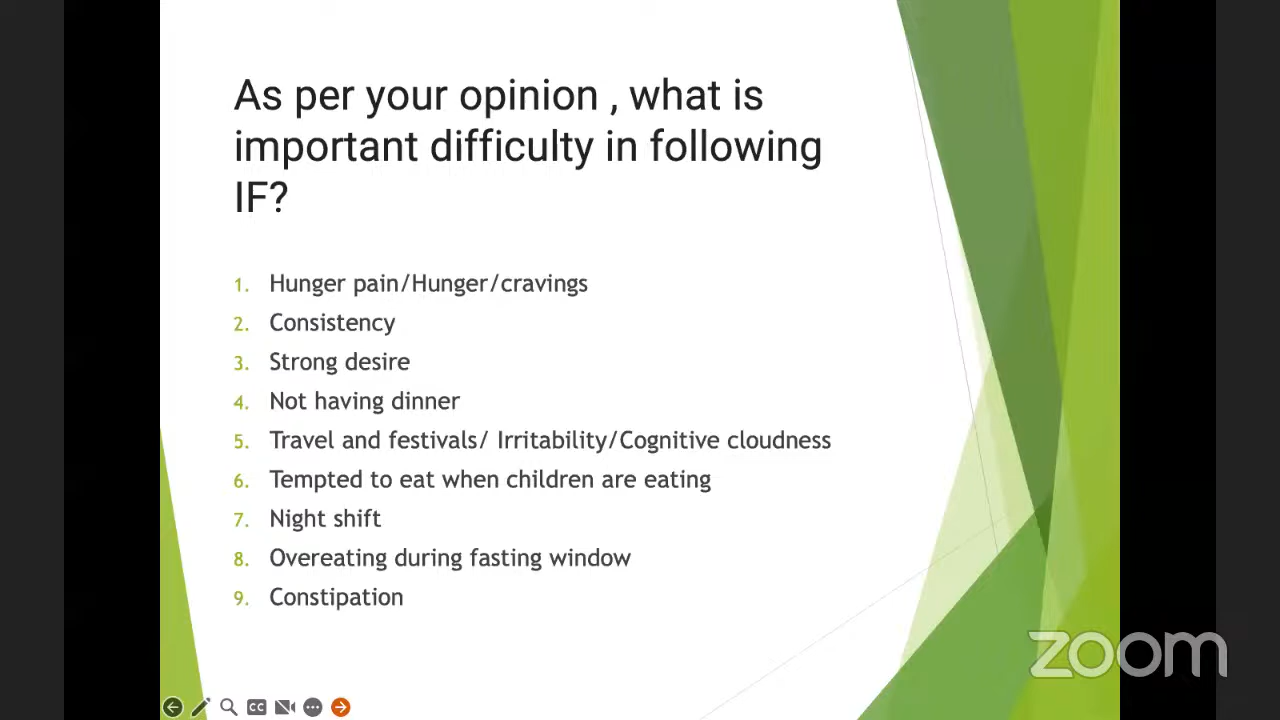 As per your opinion , what is
important difficulty in following
IF?
1. Hunger pain/Hunger/cravings
2. Consistency
3. Strong desire
4. Not having dinner
5. Travel and festivals/ Irritability/Cognitive cloudness
6. Tempted to eat when children are eating
7. Night shift
8. Overeating during fasting window
9. Constipation
zoom
CC